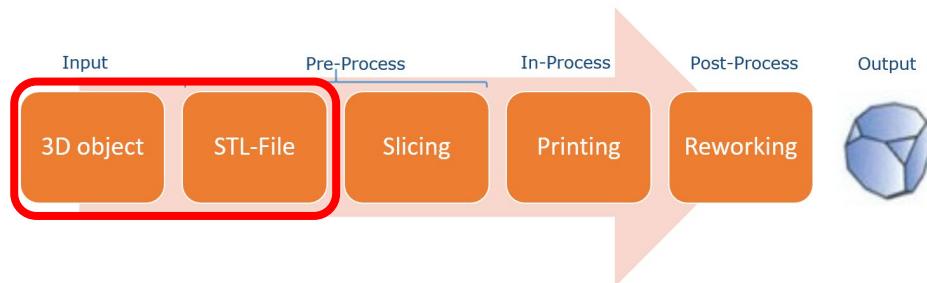 Input Pre-Process In-Process Post-Process Output
3D object STL-File Slicing Printing Reworking